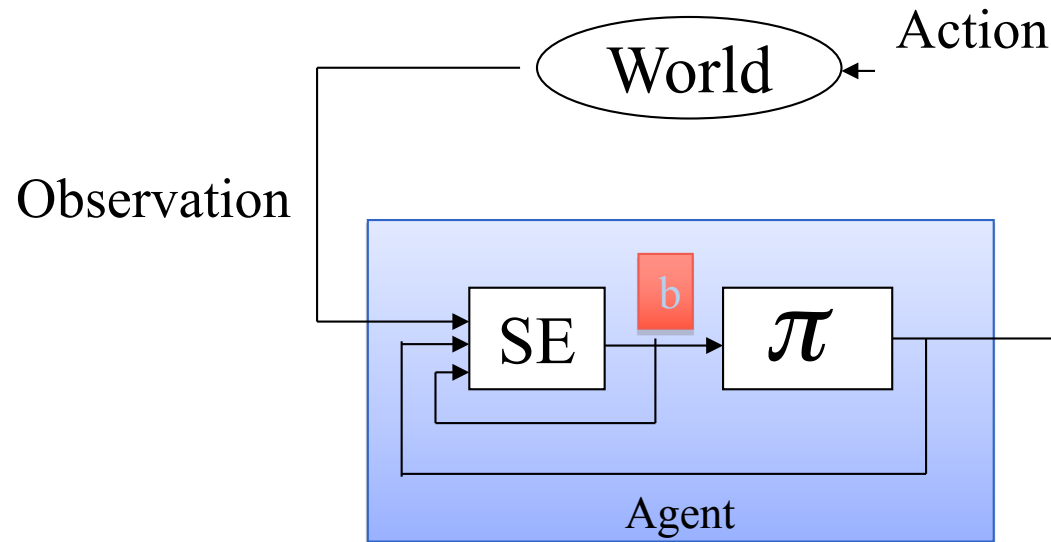 Action
World
Observation
b
SE
π
Agent